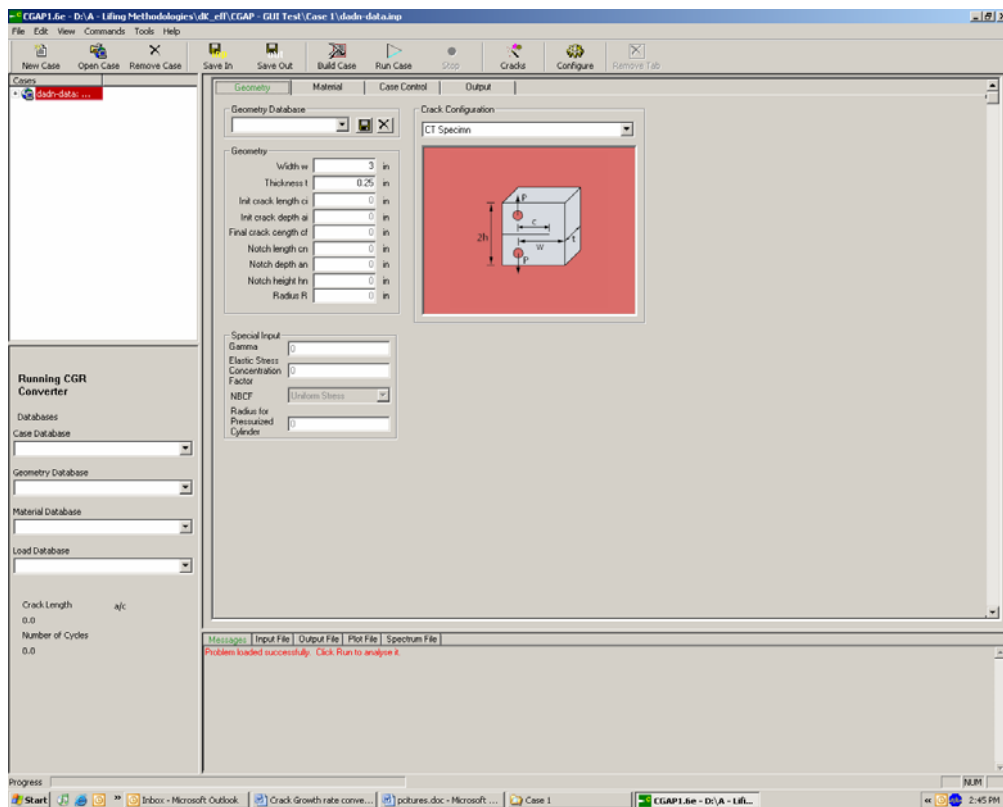 CGAP1.6e - D:\A - Lifing Methodologies\dK_eff\CGAP - GUI Test\Case 1\dadn-data.inp
File Edit View Commands Tools Help
New Case Open Case Remove Case Save In Save Out Build Case Run Case Stop Cracks Configure Remove Tab
Cases
dadn-data: ...
Geometry Material Case Control Output
Geometry Database
Crack Configuration
CT Specimn
Geometry
Width w 3 in
Thickness t 0.25 in
Init crack length ci 0 in
Init crack depth ai 0 in
Final crack cength cf 0 in
Notch length cn 0 in
Notch depth an 0 in
Notch height hn 0 in
Radius R 0 in
P
c
2h
w
t
P
Special Input
Gamma 0
Elastic Stress
Concentration 0
Factor
NBCF Uniform Stress
Radius for
Pressurized 0
Cylinder
Running CGR
Converter
Databases
Case Database
Geometry Database
Material Database
Load Database
Crack Length a/c
0.0
Number of Cycles
0.0
Messages Input File Output File Plot File Spectrum File
Problem loaded successfully. Click Run to analyse it.
Progress NUM
Start » Inbox - Microsoft Outlook Crack Growth rate conve... pcitures.doc - Microsoft ... Case 1 CGAP1.6e - D:\A - Lifi... « 2:45 PM